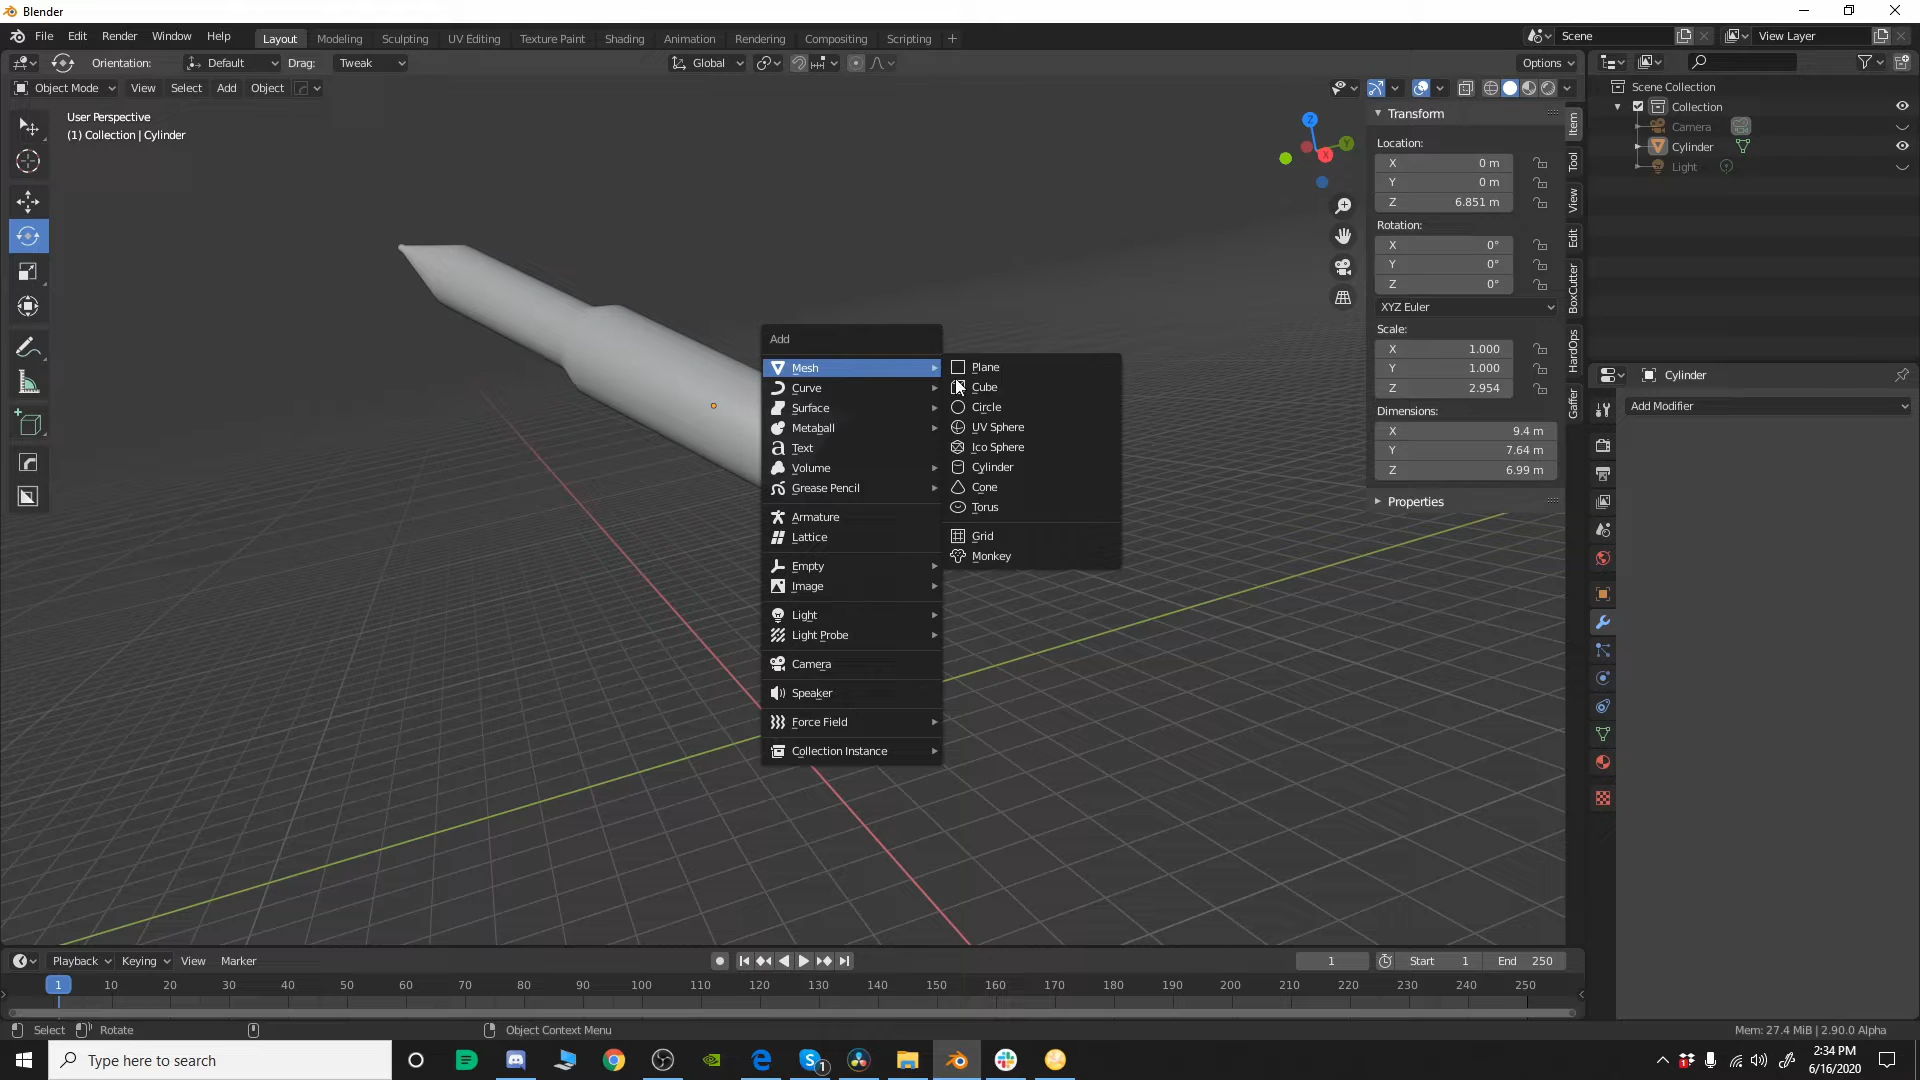 Blender
File Edit Render Window Help
Layout Modeling Sculpting UV Editing Texture Paint Shading Animation Rendering Compositing Scripting +
Scene
View Layer
Orientation: Default Drag: Tweak
Global
Options
Object Mode View Select Add Object
User Perspective
(1) Collection | Cylinder
Z
Y
X
Transform
Location:
X 0 m
Y 0 m
Z 6.851 m
Rotation:
X 0°
Y 0°
Z 0°
XYZ Euler
Scale:
X 1.000
Y 1.000
Z 2.954
Dimensions:
X 9.4 m
Y 7.64 m
Z 6.99 m
Properties
Item
Tool
View
Edit
BoxCutter
HardOps
Gaffer
Scene Collection
Collection
Camera
Cylinder
Light
Cylinder
Add Modifier
Add
Mesh
Curve
Surface
Metaball
Text
Volume
Grease Pencil
Armature
Lattice
Empty
Image
Light
Light Probe
Camera
Speaker
Force Field
Collection Instance
Plane
Cube
Circle
UV Sphere
Ico Sphere
Cylinder
Cone
Torus
Grid
Monkey
Playback Keying View Marker
1 Start 1 End 250
1 10 20 30 40 50 60 70 80 90 100 110 120 130 140 150 160 170 180 190 200 210 220 230 240 250
Select Rotate Object Context Menu
Mem: 27.4 MiB | 2.90.0 Alpha
Type here to search
1
2:34 PM
6/16/2020